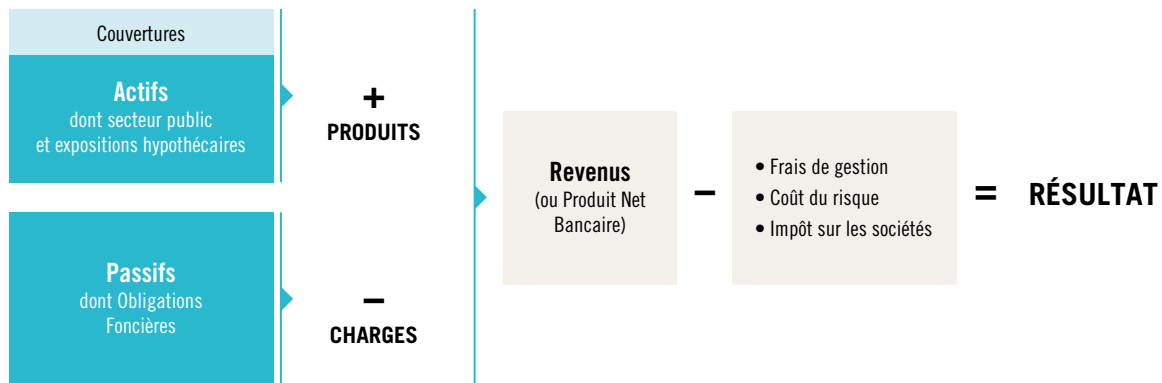 Couvertures
Actifs
dont secteur public
et expositions hypothécaires
+
PRODUITS
Passifs
dont Obligations
Foncières
–
CHARGES
Revenus
(ou Produit Net
Bancaire)
–
• Frais de gestion
• Coût du risque
• Impôt sur les sociétés
=
RÉSULTAT